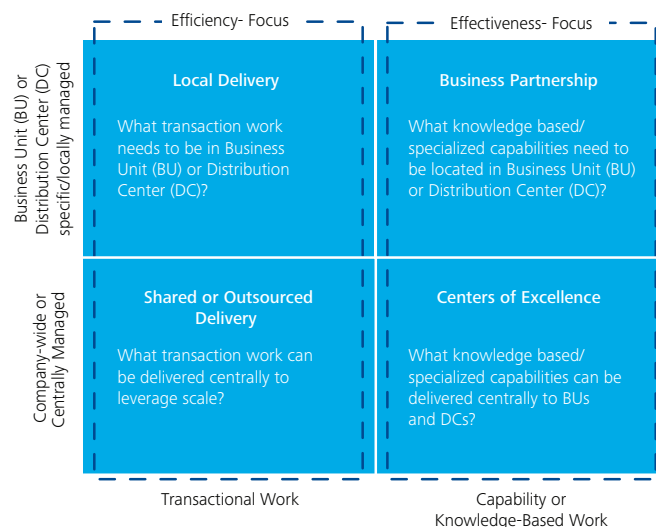 Efficiency- Focus
Effectiveness- Focus
Business Unit (BU) or
Distribution Center (DC)
specific/locally managed
Local Delivery
What transaction work
needs to be in Business
Unit (BU) or Distribution
Center (DC)?
Business Partnership
What knowledge based/
specialized capabilities need to
be located in Business Unit (BU)
or Distribution Center (DC)?
Company-wide or
Centrally Managed
Shared or Outsourced
Delivery
What transaction work can
be delivered centrally to
leverage scale?
Centers of Excellence
What knowledge based/
specialized capabilities can be
delivered centrally to BUs
and DCs?
Transactional Work
Capability or
Knowledge-Based Work